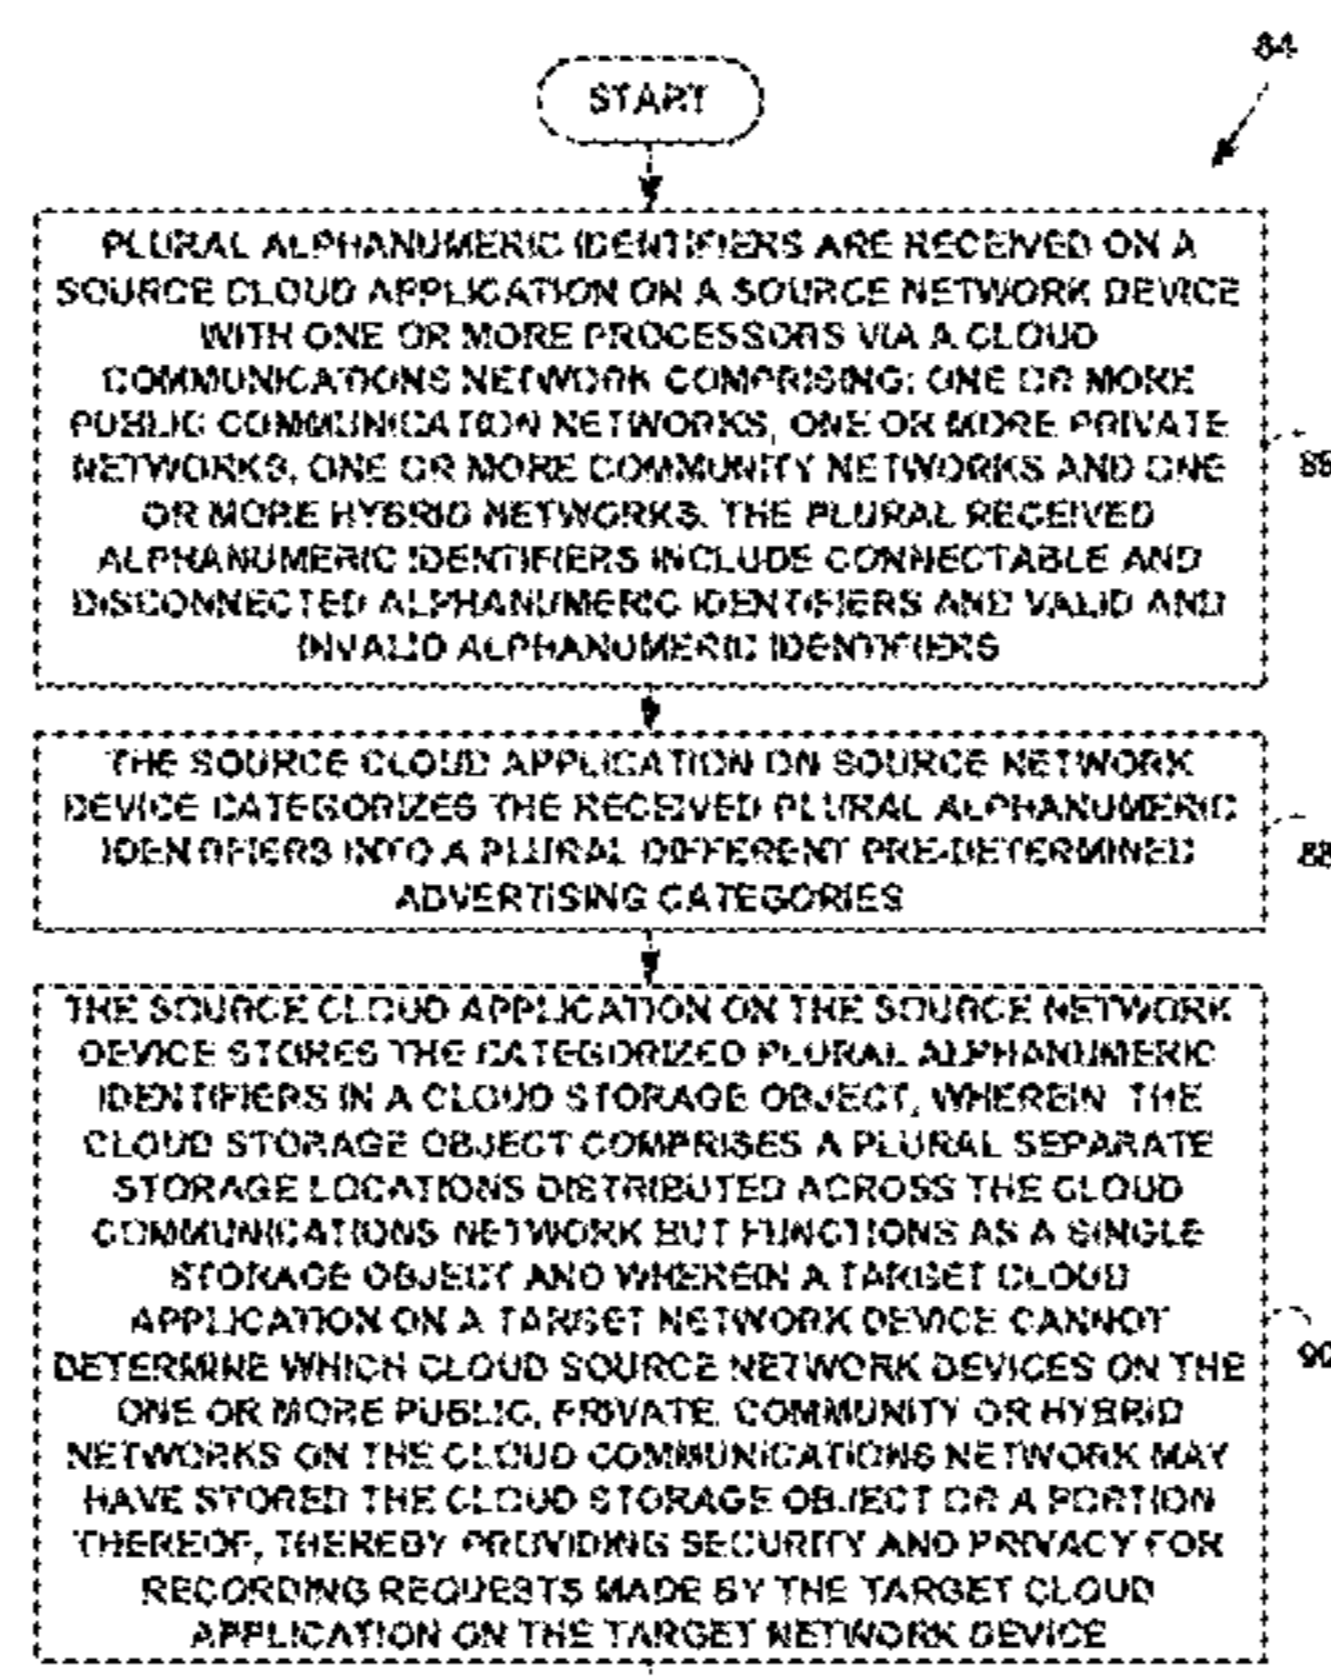 84
START
PLURAL ALPHANUMERIC IDENTIFIERS ARE RECEIVED ON A
SOURCE CLOUD APPLICATION ON A SOURCE NETWORK DEVICE
WITH ONE OR MORE PROCESSORS VIA A CLOUD
COMMUNICATIONS NETWORK COMPRISING: ONE OR MORE
PUBLIC COMMUNICATION NETWORKS, ONE OR MORE PRIVATE
NETWORKS, ONE OR MORE COMMUNITY NETWORKS AND ONE
OR MORE HYBRID NETWORKS. THE PLURAL RECEIVED
ALPHANUMERIC IDENTIFIERS INCLUDE CONNECTABLE AND
DISCONNECTED ALPHANUMERIC IDENTIFIERS AND VALID AND
INVALID ALPHANUMERIC IDENTIFIERS
THE SOURCE CLOUD APPLICATION ON SOURCE NETWORK
DEVICE CATEGORIZES THE RECEIVED PLURAL ALPHANUMERIC
IDENTIFIERS INTO A PLURAL DIFFERENT PRE-DETERMINED
ADVERTISING CATEGORIES
88
THE SOURCE CLOUD APPLICATION ON THE SOURCE NETWORK
DEVICE STORES THE CATEGORIZED PLURAL ALPHANUMERIC
IDENTIFIERS IN A CLOUD STORAGE OBJECT, WHEREIN THE
CLOUD STORAGE OBJECT COMPRISES A PLURAL SEPARATE
STORAGE LOCATIONS DISTRIBUTED ACROSS THE CLOUD
COMMUNICATIONS NETWORK BUT FUNCTIONS AS A SINGLE
STORAGE OBJECT AND WHEREIN A TARGET CLOUD
APPLICATION ON A TARGET NETWORK DEVICE CANNOT
DETERMINE WHICH CLOUD SOURCE NETWORK DEVICES ON THE
ONE OR MORE PUBLIC, PRIVATE, COMMUNITY OR HYBRID
NETWORKS ON THE CLOUD COMMUNICATIONS NETWORK MAY
HAVE STORED THE CLOUD STORAGE OBJECT OR A PORTION
THEREOF, THEREBY PROVIDING SECURITY AND PRIVACY FOR
RECORDING REQUESTS MADE BY THE TARGET CLOUD
APPLICATION ON THE TARGET NETWORK DEVICE
90